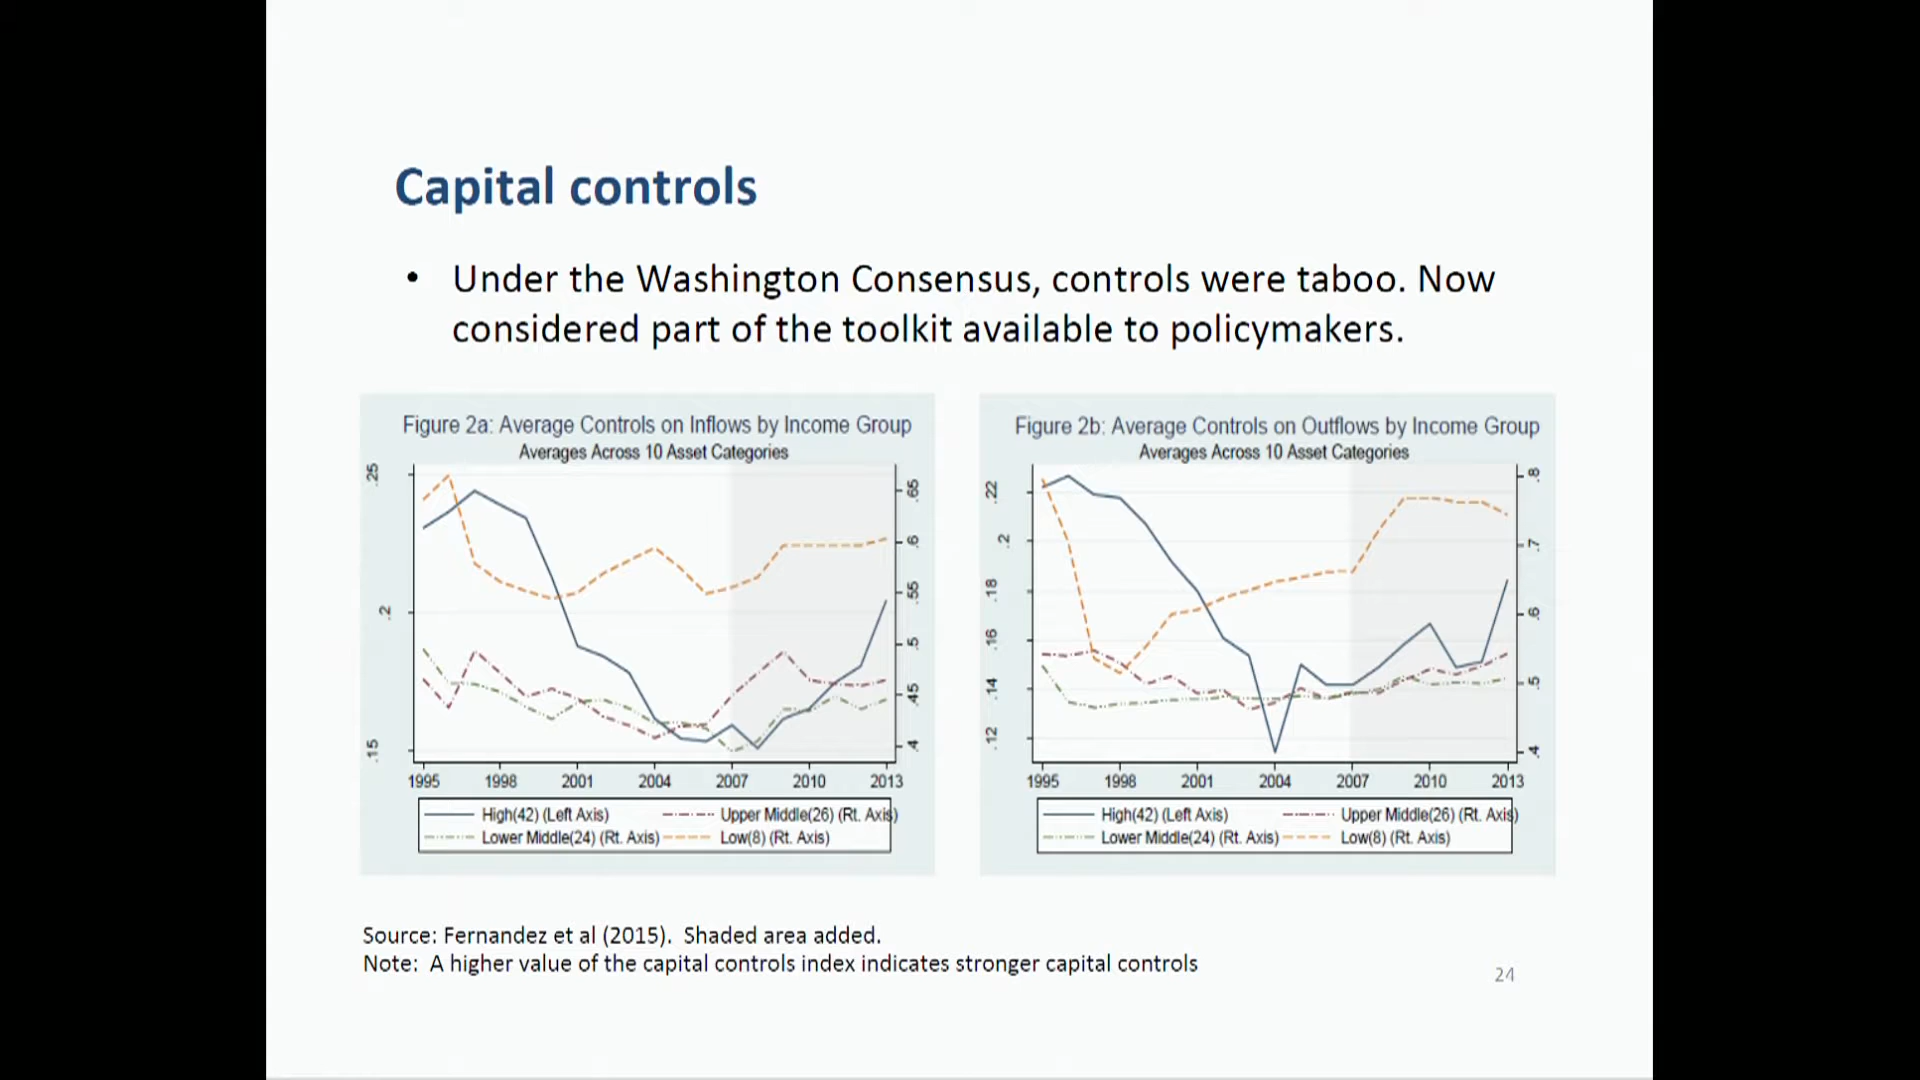 Capital controls
• Under the Washington Consensus, controls were taboo. Now
considered part of the toolkit available to policymakers.
Figure 2a: Average Controls on Inflows by Income Group
Averages Across 10 Asset Categories
.25
.2
.15
.65
.6
.55
.5
.45
.4
1995 1998 2001 2004 2007 2010 2013
High(42) (Left Axis) Upper Middle(26) (Rt. Axis)
Lower Middle(24) (Rt. Axis) Low(8) (Rt. Axis)
Figure 2b: Average Controls on Outflows by Income Group
Averages Across 10 Asset Categories
.22
.2
.18
.16
.14
.12
.8
.7
.6
.5
.4
1995 1998 2001 2004 2007 2010 2013
High(42) (Left Axis) Upper Middle(26) (Rt. Axis)
Lower Middle(24) (Rt. Axis) Low(8) (Rt. Axis)
Source: Fernandez et al (2015). Shaded area added.
Note: A higher value of the capital controls index indicates stronger capital controls
24